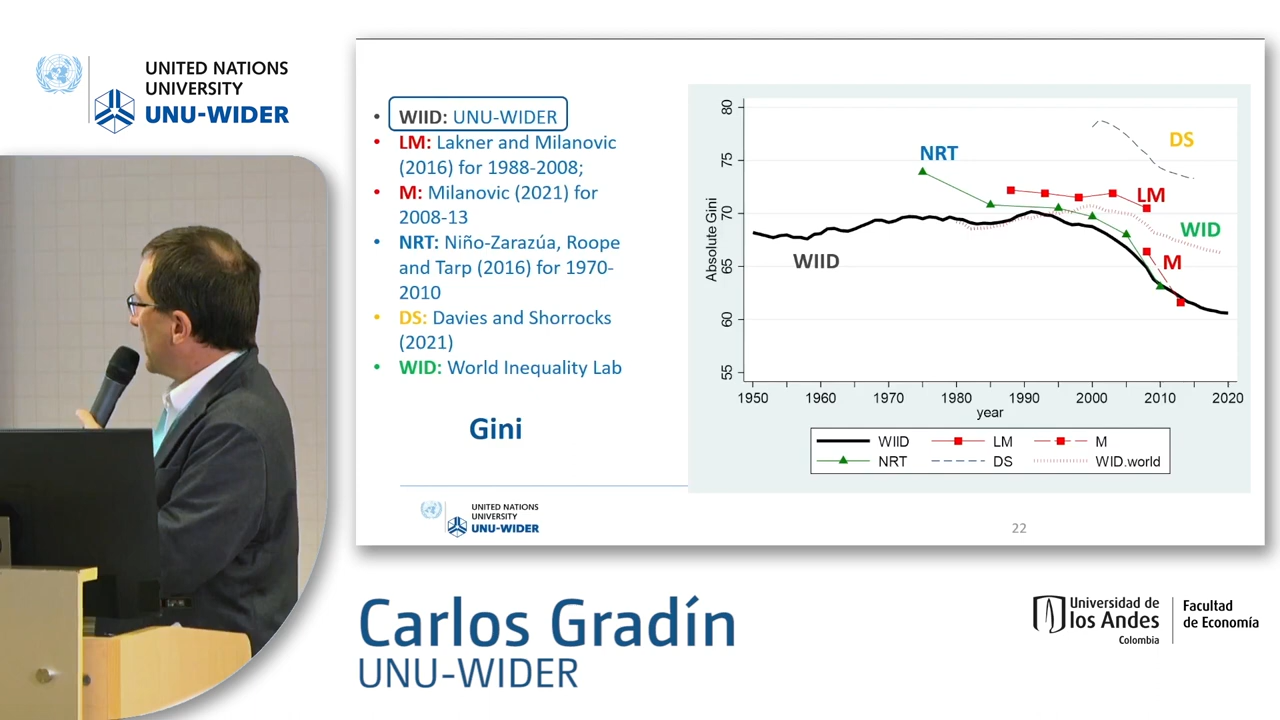 UNITED NATIONS
UNIVERSITY
UNU-WIDER
• WIID: UNU-WIDER
• LM: Lakner and Milanovic
(2016) for 1988-2008;
• M: Milanovic (2021) for
2008-13
• NRT: Niño-Zarazúa, Roope
and Tarp (2016) for 1970-
2010
• DS: Davies and Shorrocks
(2021)
• WID: World Inequality Lab
Gini
Absolute Gini
80
75
70
65
60
55
NRT
DS
LM
WID
WIID
M
1950 1960 1970 1980 1990 2000 2010 2020
year
WIID LM M
NRT DS WID.world
UNITED NATIONS
UNIVERSITY
UNU-WIDER
22
Carlos Gradín
UNU-WIDER
Universidad de
los Andes
Colombia
Facultad
de Economía